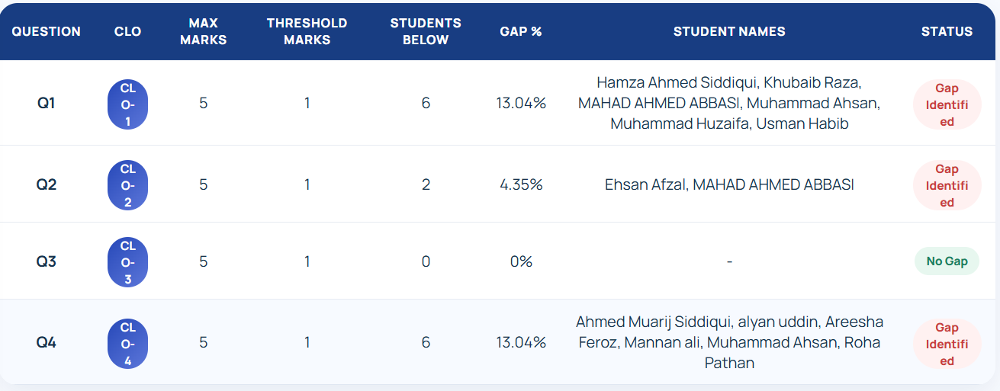 QUESTION CLO MAX MARKS THRESHOLD MARKS STUDENTS BELOW GAP % STUDENT NAMES STATUS
Q1 CLO-1 5 1 6 13.04% Hamza Ahmed Siddiqui, Khubaib Raza, MAHAD AHMED ABBASI, Muhammad Ahsan, Muhammad Huzaifa, Usman Habib Gap Identified
Q2 CLO-2 5 1 2 4.35% Ehsan Afzal, MAHAD AHMED ABBASI Gap Identified
Q3 CLO-3 5 1 0 0% - No Gap
Q4 CLO-4 5 1 6 13.04% Ahmed Muarij Siddiqui, alyan uddin, Areesha Feroz, Mannan ali, Muhammad Ahsan, Roha Pathan Gap Identified